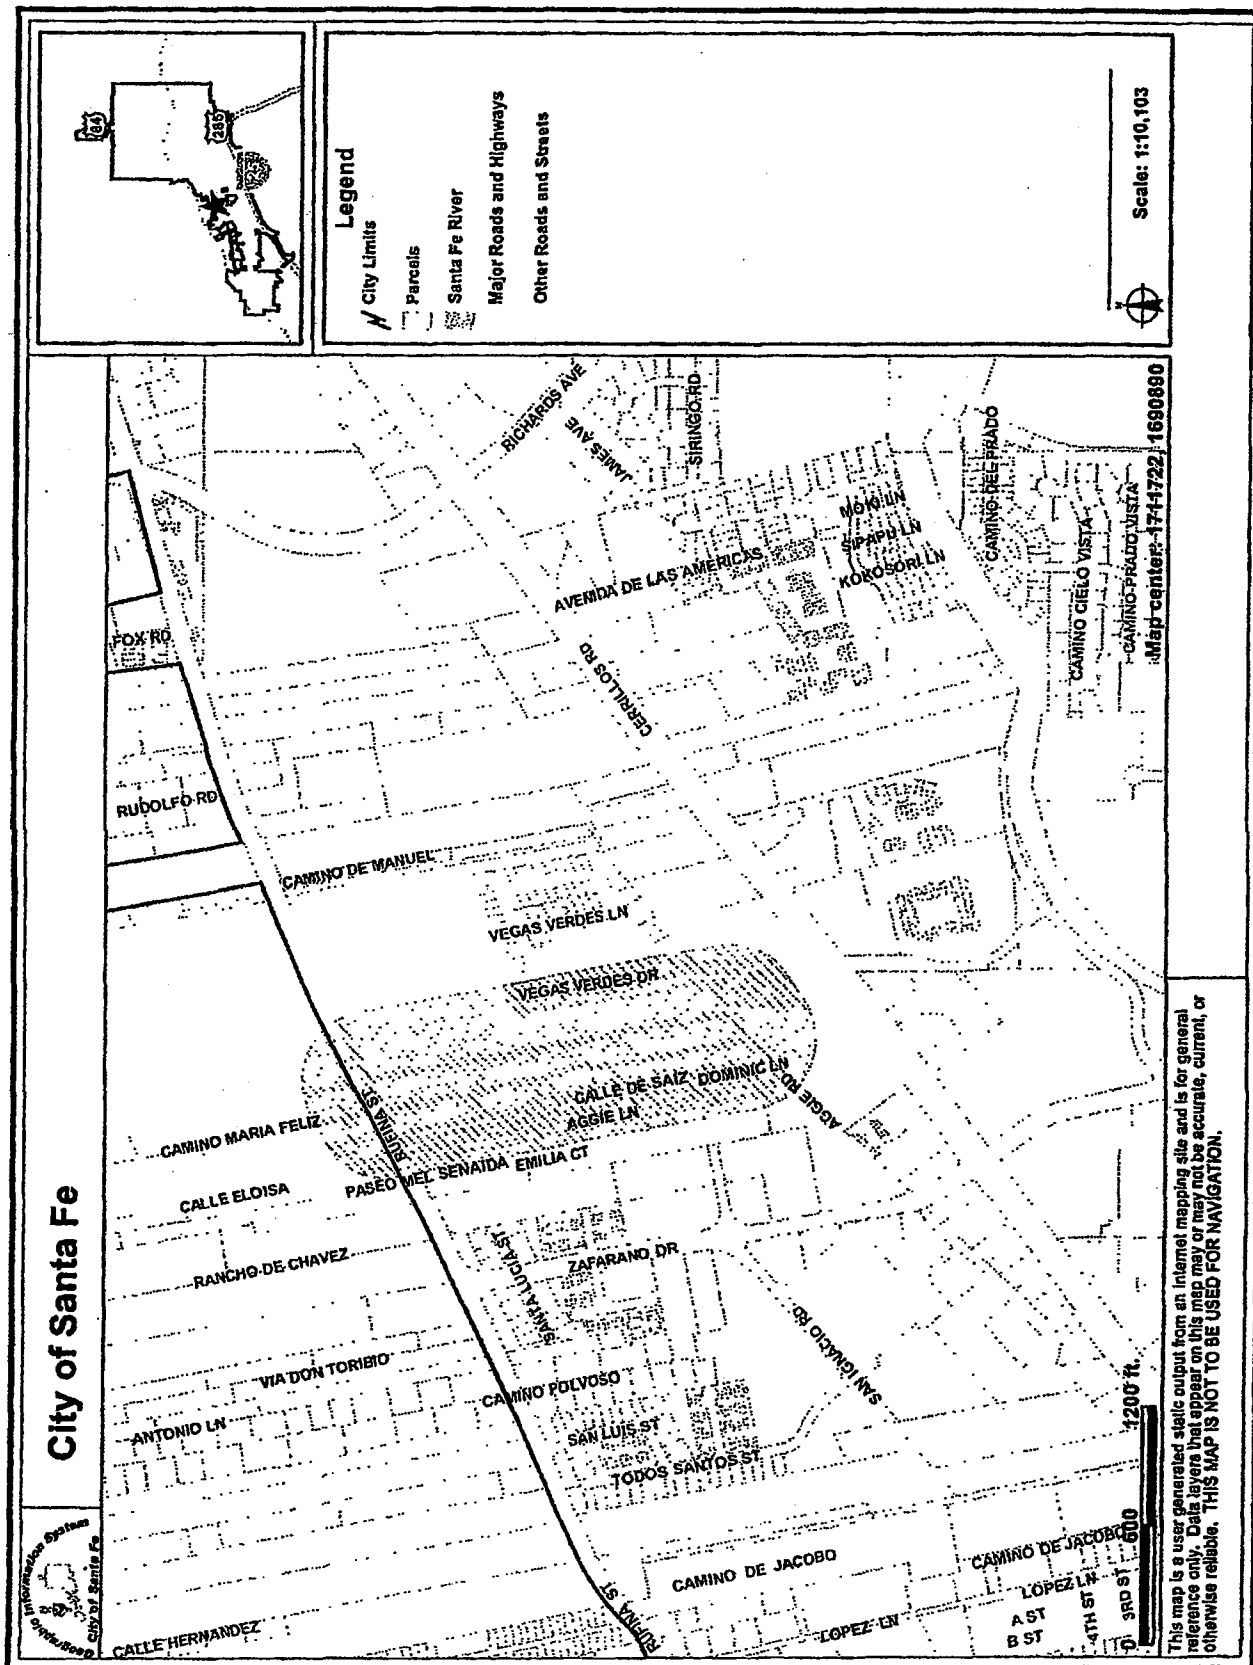 City of Santa Fe
Geographic Information System
City of Santa Fe
84
285
Legend
City Limits
Parcels
Santa Fe River
Major Roads and Highways
Other Roads and Streets
Scale: 1:10,103
N
FOX RD
RUDOLFO RD
RICHARDS AVE
JAMES AVE
SIRINGO RD
AVENIDA DE LAS AMERICAS
MOKI LN
SIPAPU LN
KOKOSORI LN
CAMINO DEL PRADO
CAMINO CIELO VISTA
CAMINO PRADO VISTA
CERRILLOS RD
CAMINO DE MANUEL
VEGAS VERDES LN
VEGAS VERDES DR
CALLE DE SAIZ
DOMINIC LN
AGGIE LN
AGGIE RD
EMILIA CT
PASEO MEL SENAIDA
RUFINA ST
CAMINO MARIA FELIZ
CALLE ELOISA
RANCHO DE CHAVEZ
VIA DON TORIBIO
ANTONIO LN
CALLE HERNANDEZ
SANTA LUCIA ST
ZAFARANO DR
CAMINO POLVOSO
SAN LUIS ST
TODOS SANTOS ST
SAN IGNACIO RD
RUFINA ST
CAMINO DE JACOBO
LOPEZ LN
CAMINO DE JACOBO
LOPEZ LN
A ST
B ST
4TH ST
3RD ST
0 600 1200 ft.
Map center: 1711722, 1690890
This map is a user generated static output from an Internet mapping site and is for general
reference only. Data layers that appear on this map may or may not be accurate, current, or
otherwise reliable. THIS MAP IS NOT TO BE USED FOR NAVIGATION.